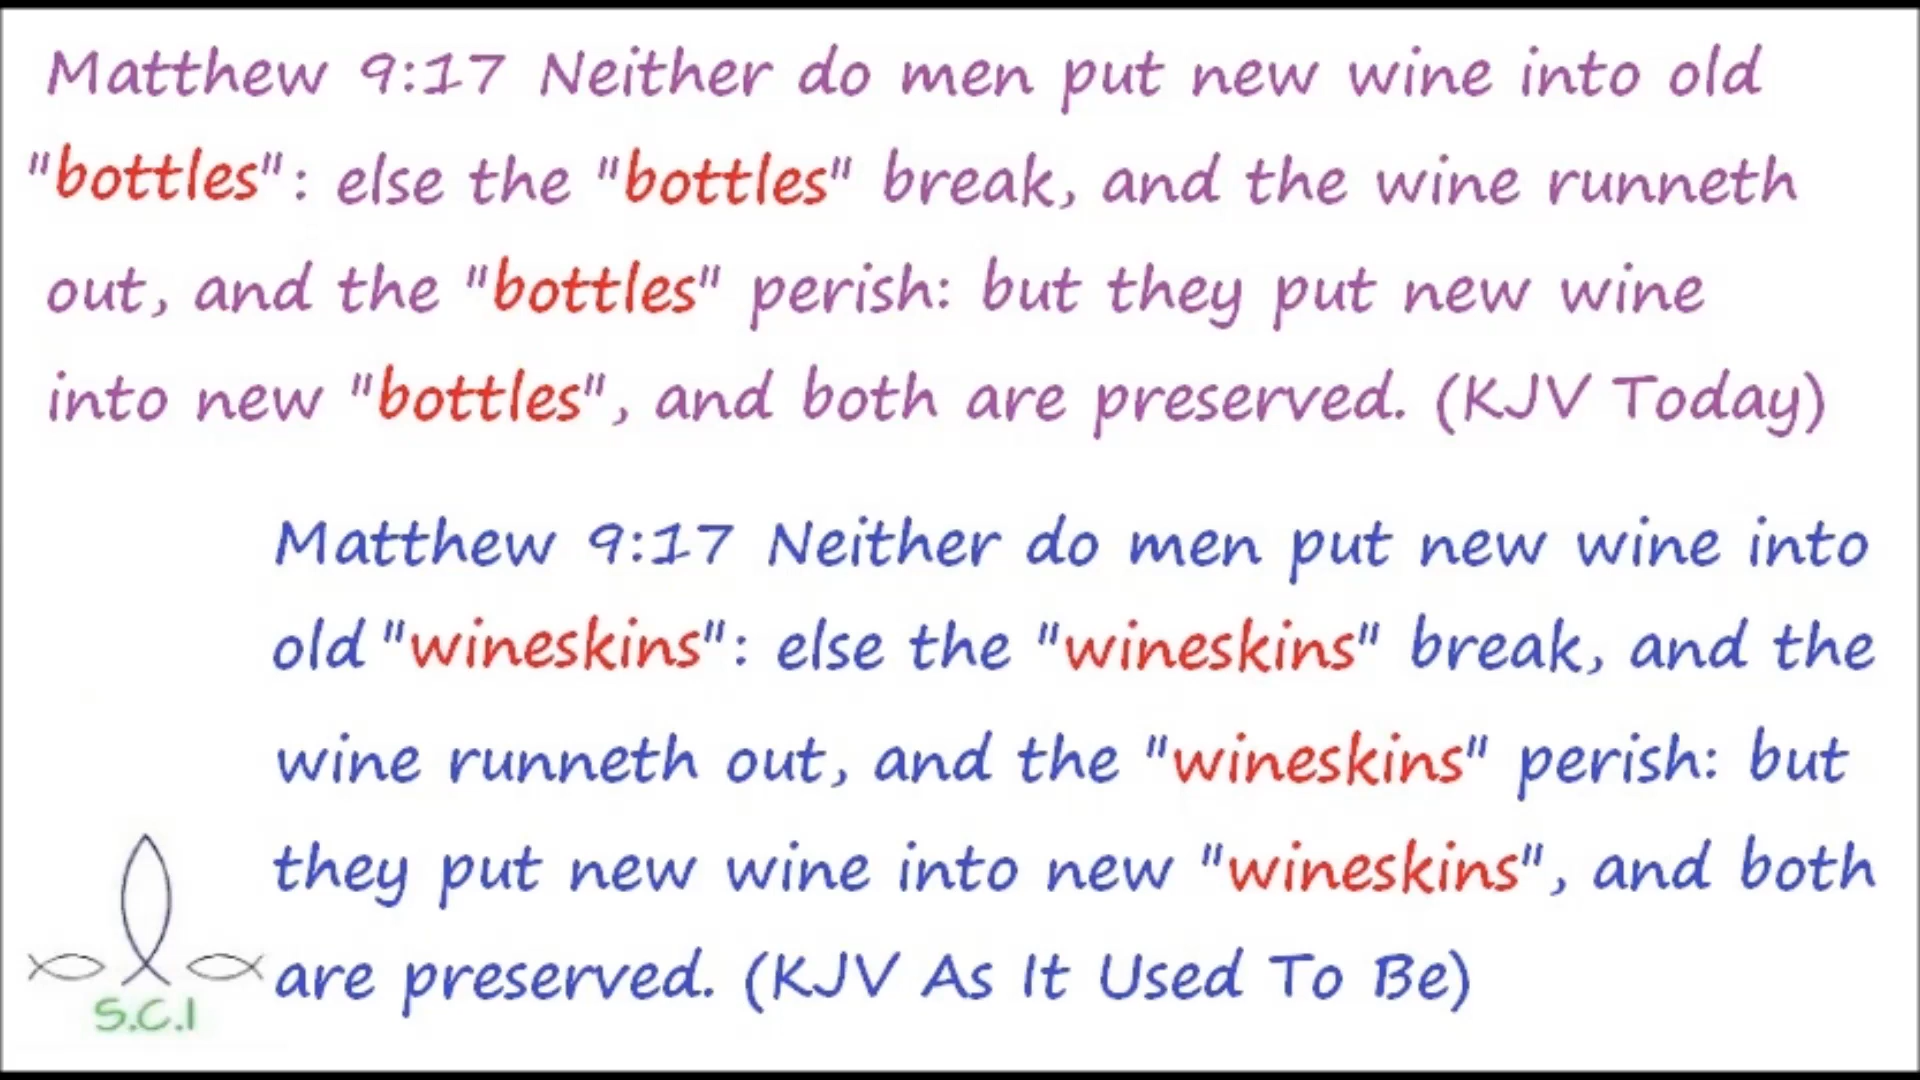 Matthew 9:17 Neither do men put new wine into old
"bottles": else the "bottles" break, and the wine runneth
out, and the "bottles" perish: but they put new wine
into new "bottles", and both are preserved. (KJV Today)
Matthew 9:17 Neither do men put new wine into
old "wineskins": else the "wineskins" break, and the
wine runneth out, and the "wineskins" perish: but
they put new wine into new "wineskins", and both
are preserved. (KJV As It Used To Be)
S.C.I